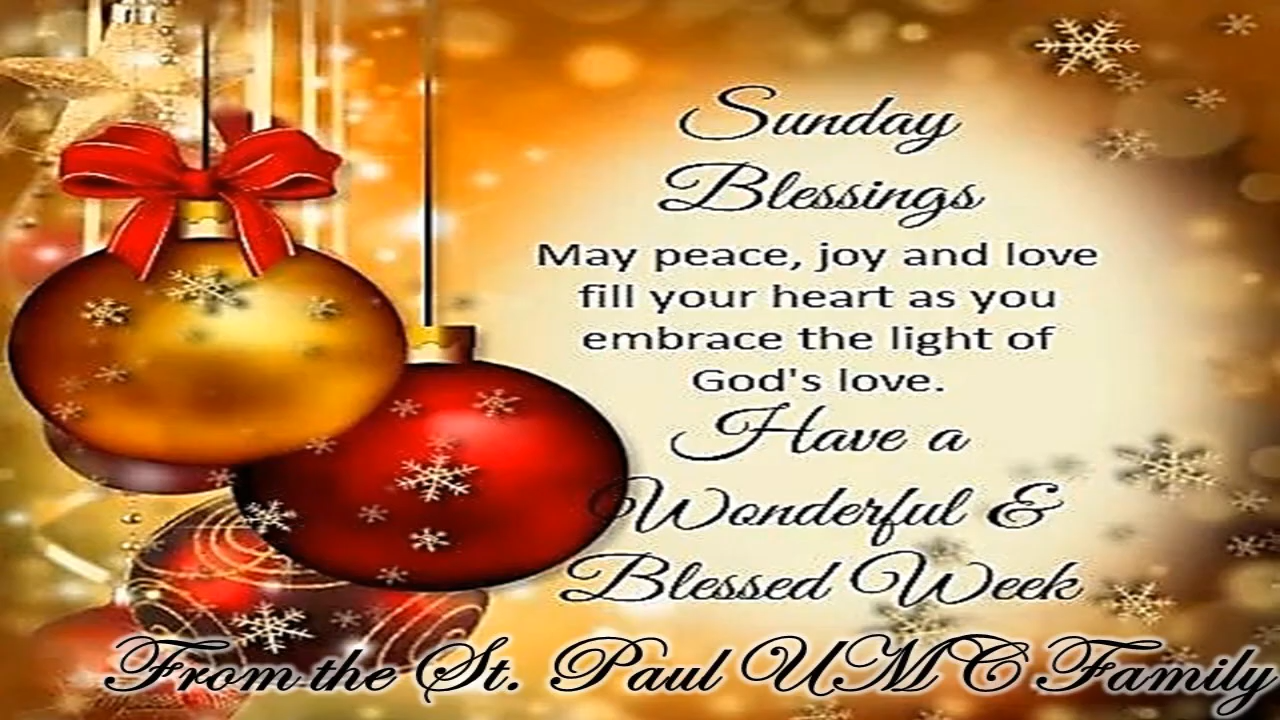 Sunday
Blessings
May peace, joy and love
fill your heart as you
embrace the light of
God's love.
Have a
Wonderful &
Blessed Week
From the St. Paul UMC Family